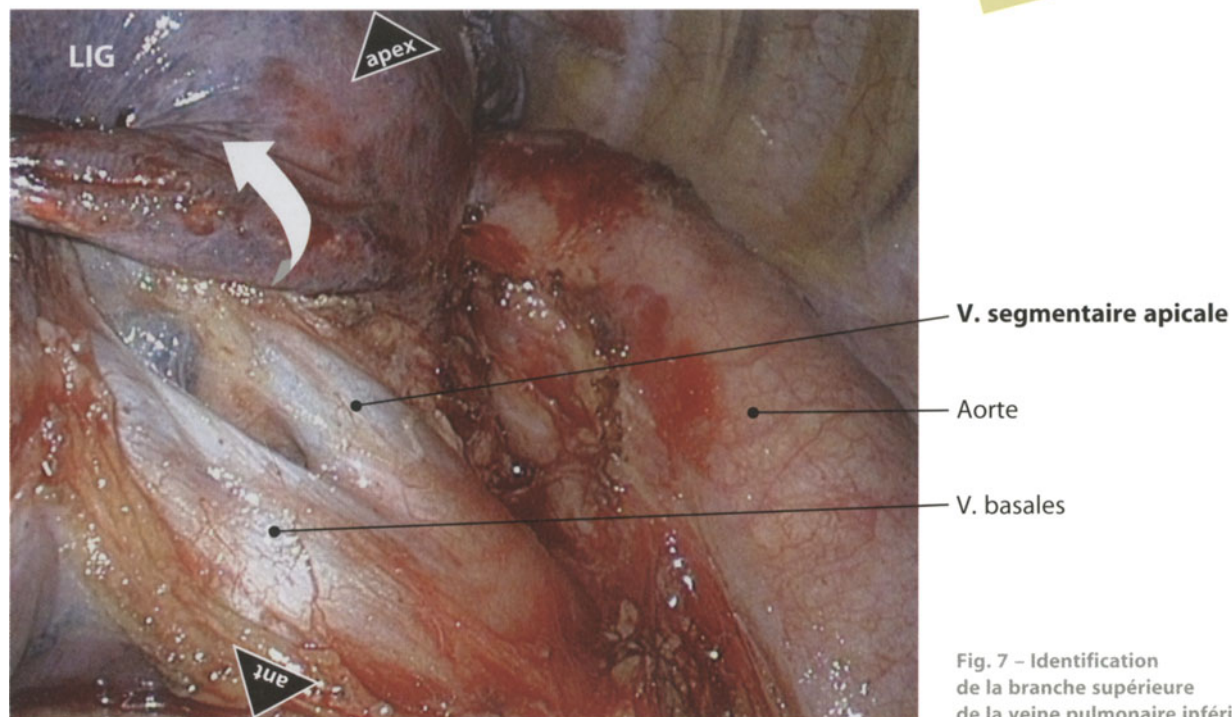 LIG
apex
V. segmentaire apicale
Aorte
V. basales
ant
Fig. 7 – Identification
de la branche supérieure
de la veine pulmonaire